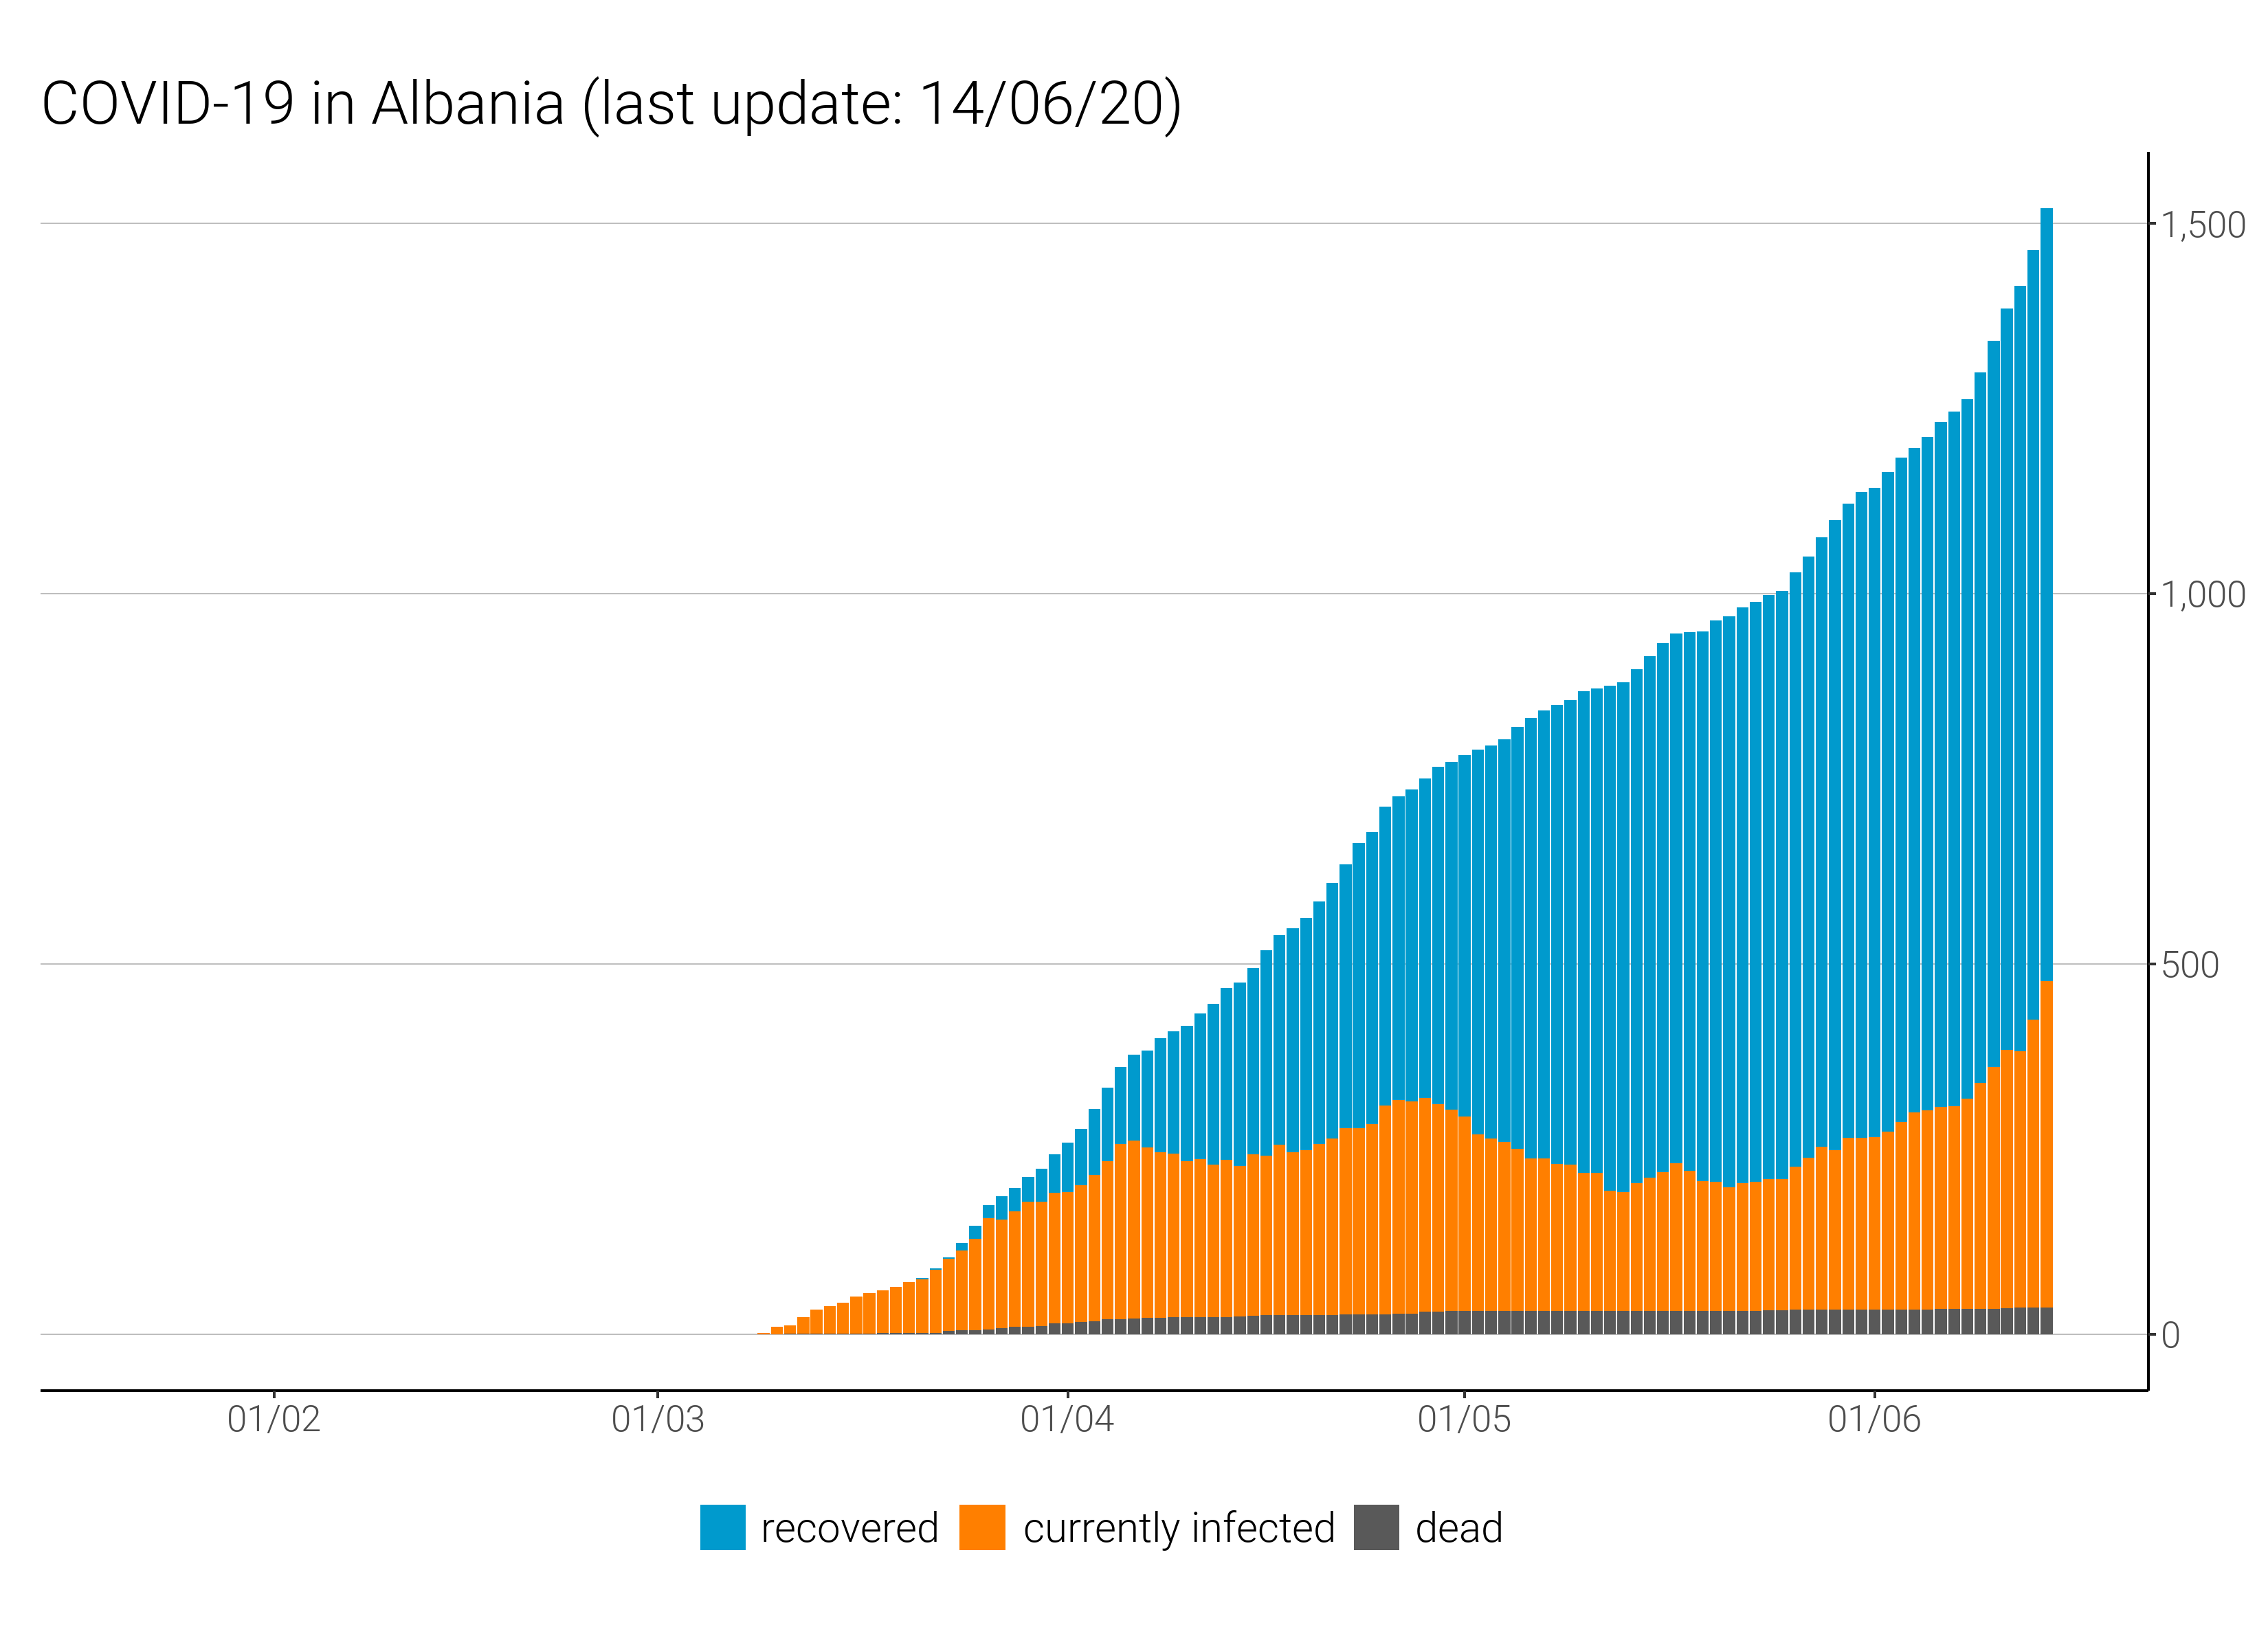 COVID-19 in Albania (last update: 14/06/20)
1,500
1,000
500
0
01/02 01/03 01/04 01/05 01/06
recovered currently infected dead